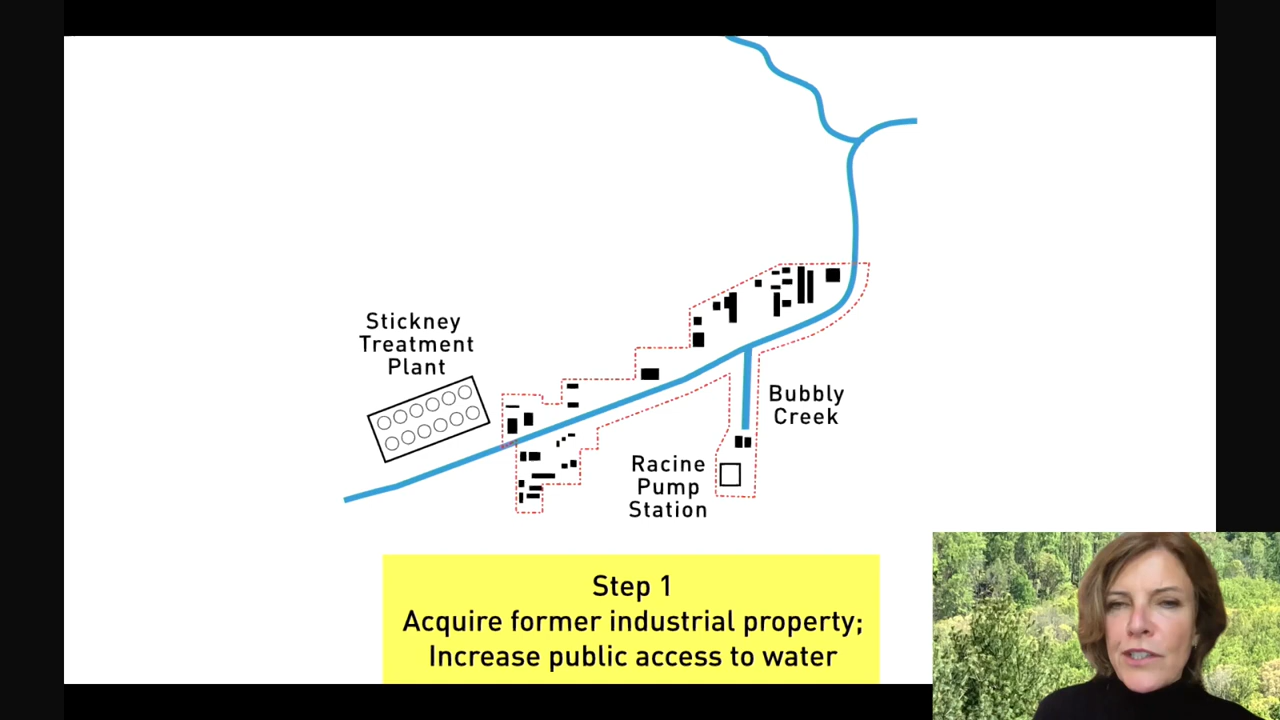 Stickney
Treatment
Plant
Bubbly
Creek
Racine
Pump
Station
Step 1
Acquire former industrial property;
Increase public access to water